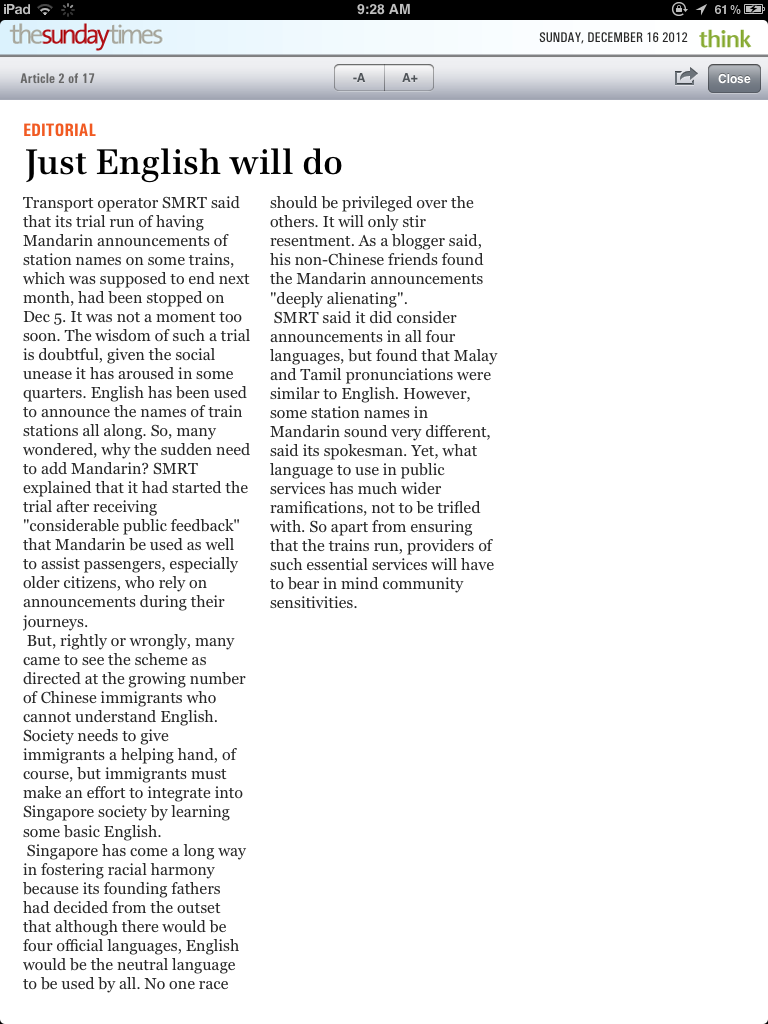 iPad
9:28 AM
61 %
thesundaytimes
SUNDAY, DECEMBER 16 2012
think
Article 2 of 17
-A
A+
Close
EDITORIAL
Just English will do
Transport operator SMRT said
that its trial run of having
Mandarin announcements of
station names on some trains,
which was supposed to end next
month, had been stopped on
Dec 5. It was not a moment too
soon. The wisdom of such a trial
is doubtful, given the social
unease it has aroused in some
quarters. English has been used
to announce the names of train
stations all along. So, many
wondered, why the sudden need
to add Mandarin? SMRT
explained that it had started the
trial after receiving
"considerable public feedback"
that Mandarin be used as well
to assist passengers, especially
older citizens, who rely on
announcements during their
journeys.
But, rightly or wrongly, many
came to see the scheme as
directed at the growing number
of Chinese immigrants who
cannot understand English.
Society needs to give
immigrants a helping hand, of
course, but immigrants must
make an effort to integrate into
Singapore society by learning
some basic English.
Singapore has come a long way
in fostering racial harmony
because its founding fathers
had decided from the outset
that although there would be
four official languages, English
would be the neutral language
to be used by all. No one race
should be privileged over the
others. It will only stir
resentment. As a blogger said,
his non-Chinese friends found
the Mandarin announcements
"deeply alienating".
SMRT said it did consider
announcements in all four
languages, but found that Malay
and Tamil pronunciations were
similar to English. However,
some station names in
Mandarin sound very different,
said its spokesman. Yet, what
language to use in public
services has much wider
ramifications, not to be trifled
with. So apart from ensuring
that the trains run, providers of
such essential services will have
to bear in mind community
sensitivities.